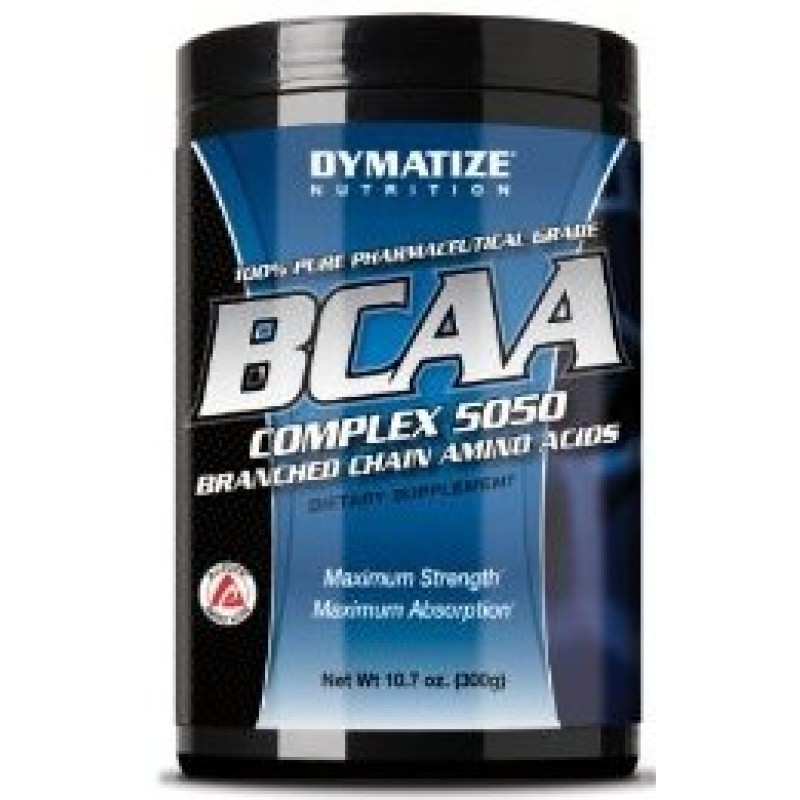 DYMATIZE®
NUTRITION
100% PURE PHARMACEUTICAL GRADE
BCAA
COMPLEX 5050
BRANCHED CHAIN AMINO ACIDS
DIETARY SUPPLEMENT
Maximum Strength
Maximum Absorption
Net Wt 10.7 oz. (300g)